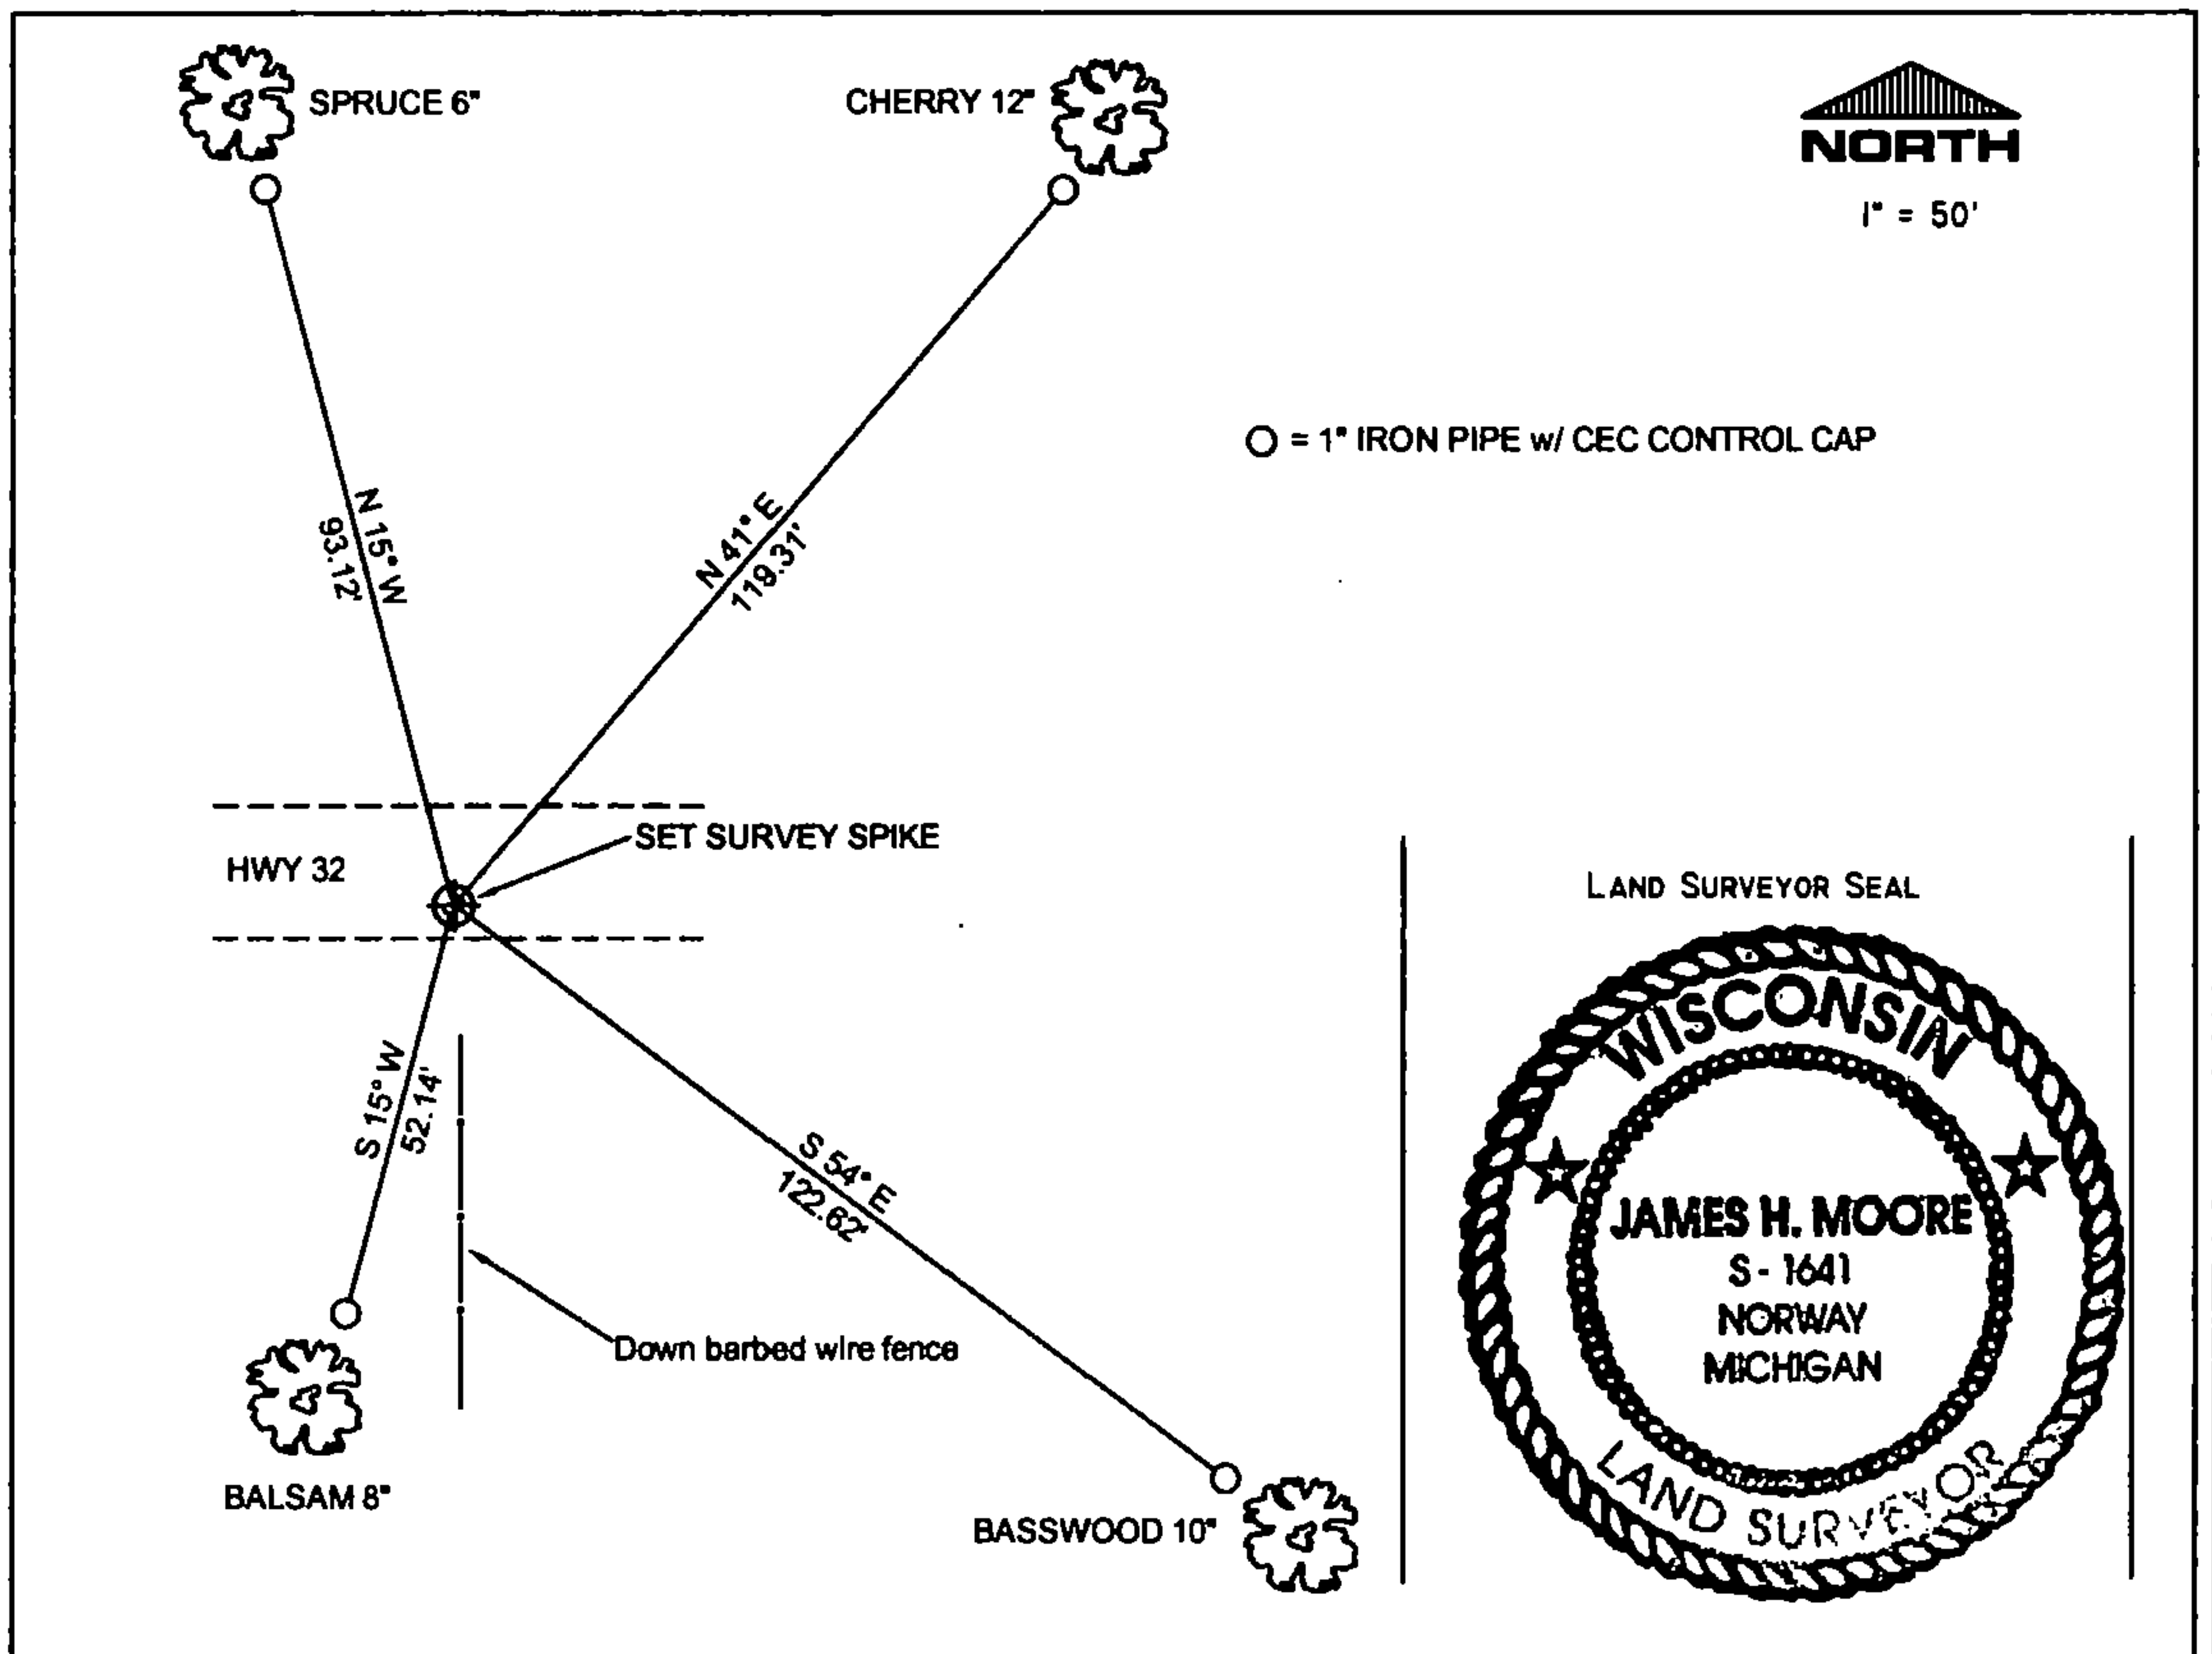 SPRUCE 6"
CHERRY 12"
NORTH
1" = 50'
O = 1" IRON PIPE w/ CEC CONTROL CAP
N 15° W
93.12'
N 41° E
119.31'
SET SURVEY SPIKE
HWY 32
S 15° W
52.14'
S 54° E
122.62'
Down barbed wire fence
BALSAM 8"
BASSWOOD 10"
LAND SURVEYOR SEAL
WISCONSIN
JAMES H. MOORE
S - 1641
NORWAY
MICHIGAN
LAND SURVEYOR